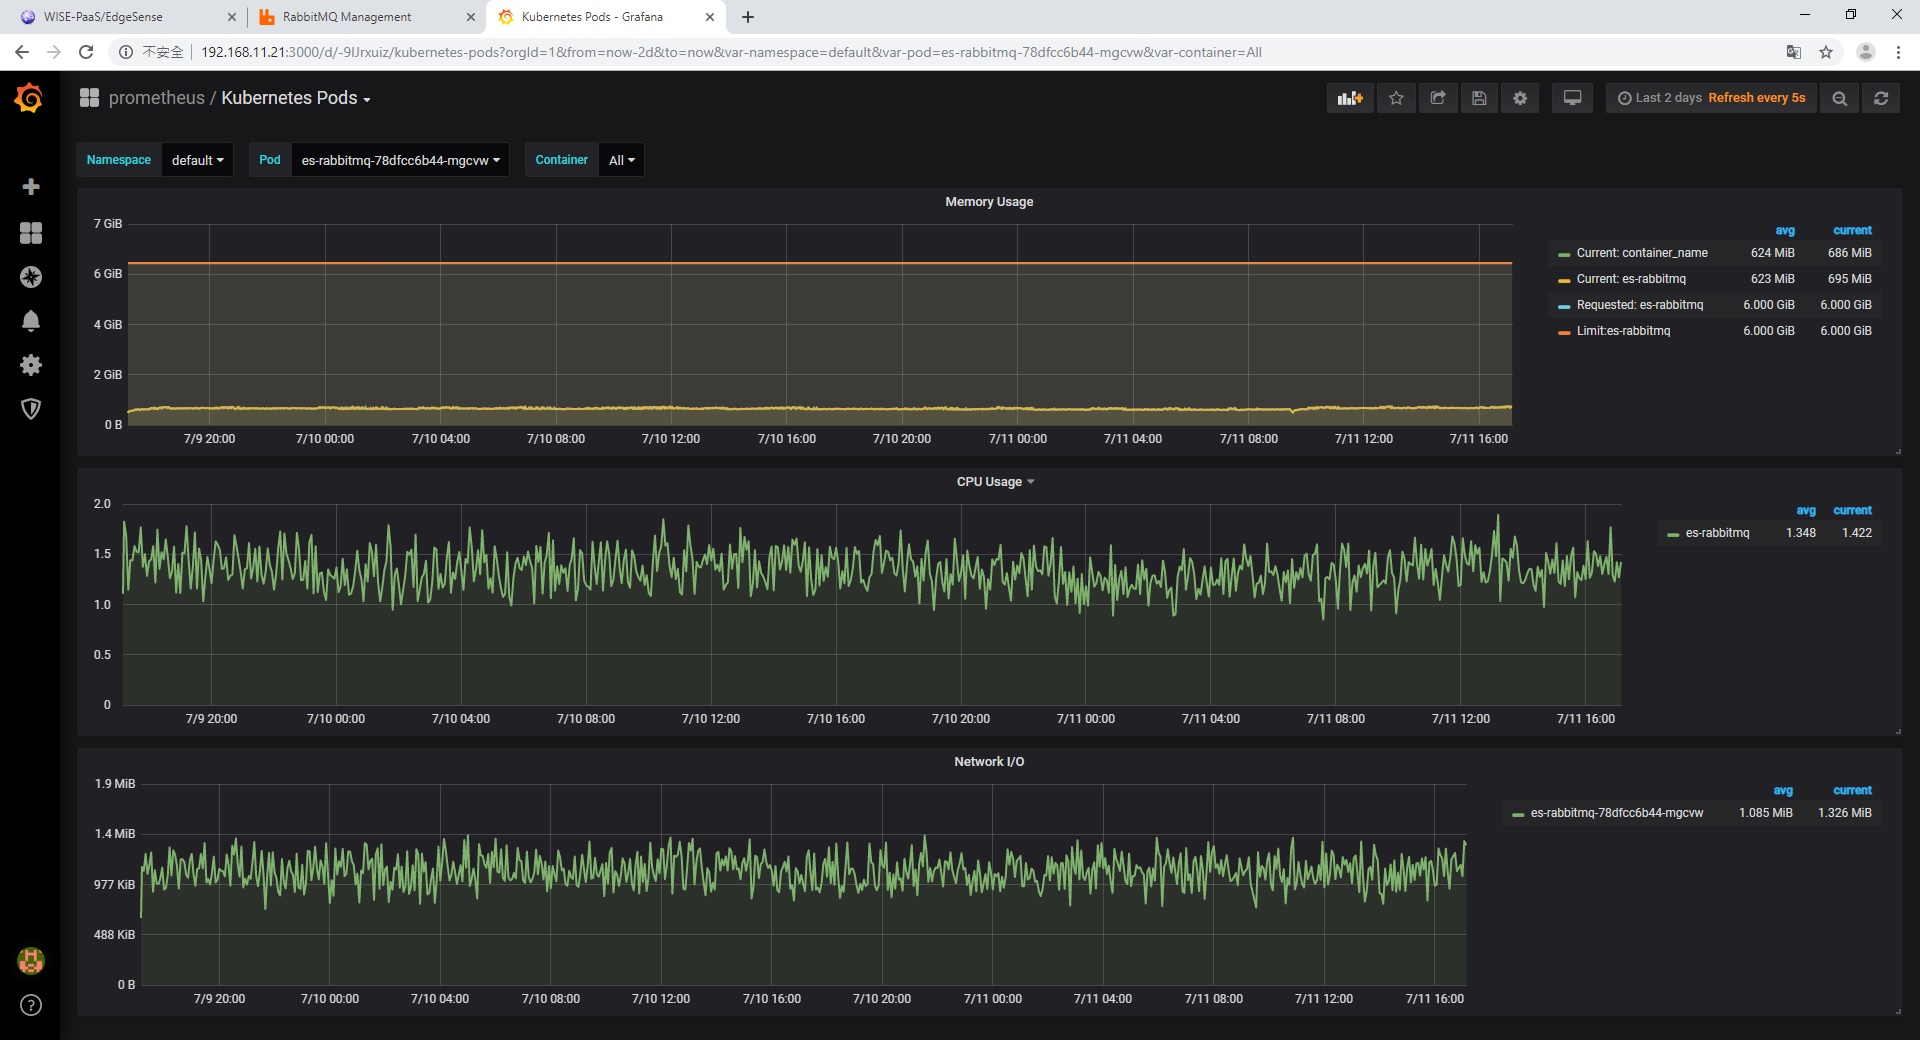 WISE-PaaS/EdgeSense
RabbitMQ Management
Kubernetes Pods - Grafana
不安全
192.168.11.21:3000/d/-9IJrxuiz/kubernetes-pods?orgId=1&from=now-2d&to=now&var-namespace=default&var-pod=es-rabbitmq-78dfcc6b44-mgcvw&var-container=All
prometheus / Kubernetes Pods
Last 2 days Refresh every 5s
Namespace default Pod es-rabbitmq-78dfcc6b44-mgcvw Container All
Memory Usage
7 GiB
6 GiB
4 GiB
2 GiB
0 B
7/9 20:00 7/10 00:00 7/10 04:00 7/10 08:00 7/10 12:00 7/10 16:00 7/10 20:00 7/11 00:00 7/11 04:00 7/11 08:00 7/11 12:00 7/11 16:00
avg current
Current: container_name 624 MiB 686 MiB
Current: es-rabbitmq 623 MiB 695 MiB
Requested: es-rabbitmq 6.000 GiB 6.000 GiB
Limit:es-rabbitmq 6.000 GiB 6.000 GiB
CPU Usage
2.0
1.5
1.0
0.5
0
7/9 20:00 7/10 00:00 7/10 04:00 7/10 08:00 7/10 12:00 7/10 16:00 7/10 20:00 7/11 00:00 7/11 04:00 7/11 08:00 7/11 12:00 7/11 16:00
avg current
es-rabbitmq 1.348 1.422
Network I/O
1.9 MiB
1.4 MiB
977 KiB
488 KiB
0 B
7/9 20:00 7/10 00:00 7/10 04:00 7/10 08:00 7/10 12:00 7/10 16:00 7/10 20:00 7/11 00:00 7/11 04:00 7/11 08:00 7/11 12:00 7/11 16:00
avg current
es-rabbitmq-78dfcc6b44-mgcvw 1.085 MiB 1.326 MiB